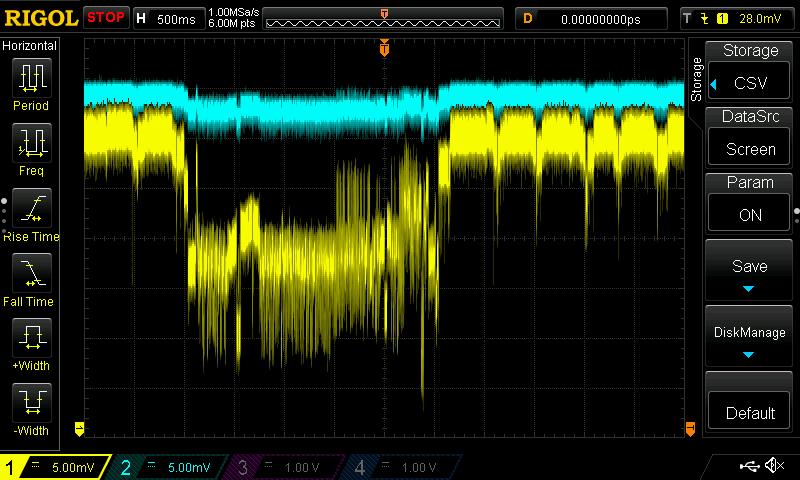 RIGOL STOP H 500ms 1.00MSa/s 6.00M pts D 0.00000000ps T 1 28.0mV
Horizontal
Period
Freq
Rise Time
Fall Time
+Width
-Width
T
Storage
Storage
CSV
DataSrc
Screen
Param
ON
Save
DiskManage
Default
T
1 5.00mV 2 5.00mV 3 1.00 V 4 1.00 V